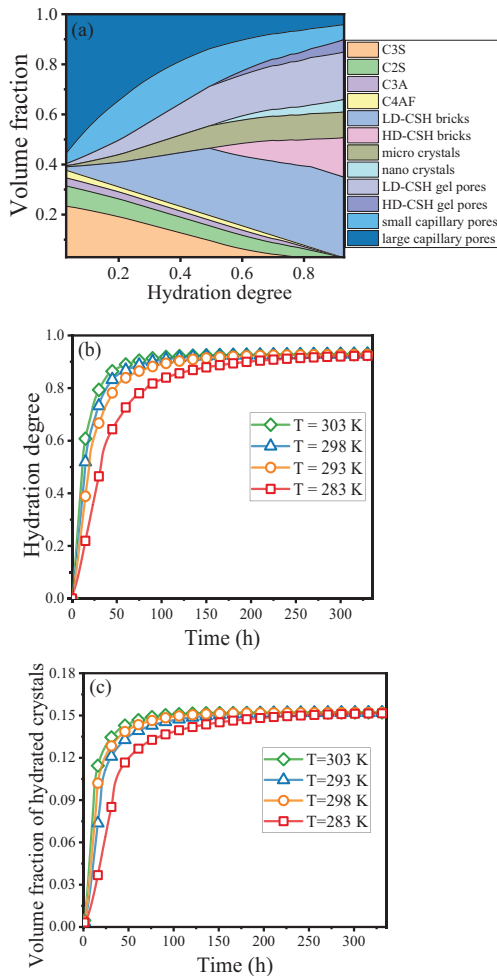 (a)
Volume fraction
1.0
0.8
0.6
0.4
0.2
0.2 0.4 0.6 0.8
Hydration degree
C3S
C2S
C3A
C4AF
LD-CSH bricks
HD-CSH bricks
micro crystals
nano crystals
LD-CSH gel pores
HD-CSH gel pores
small capillary pores
large capillary pores
(b)
Hydration degree
1.0
0.8
0.6
0.4
0.2
0.0
0 50 100 150 200 250 300
Time (h)
T = 303 K
T = 298 K
T = 293 K
T = 283 K
(c)
Volume fraction of hydrated crystals
0.18
0.15
0.12
0.09
0.06
0.03
0.00
0 50 100 150 200 250 300
Time (h)
T=303 K
T=293 K
T=298 K
T=283 K